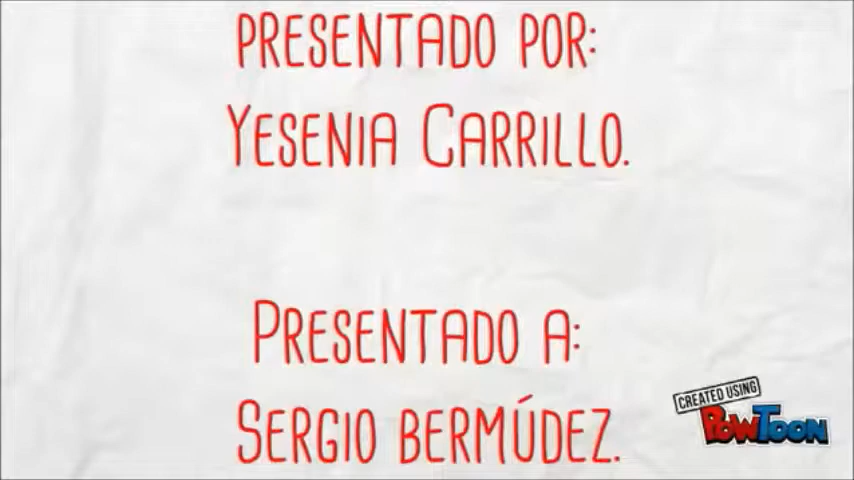 PRESENTADO POR:
YESENIA CARRILLO.
PRESENTADO A:
SERGIO BERMÚDEZ.
CREATED USING
POWTOON